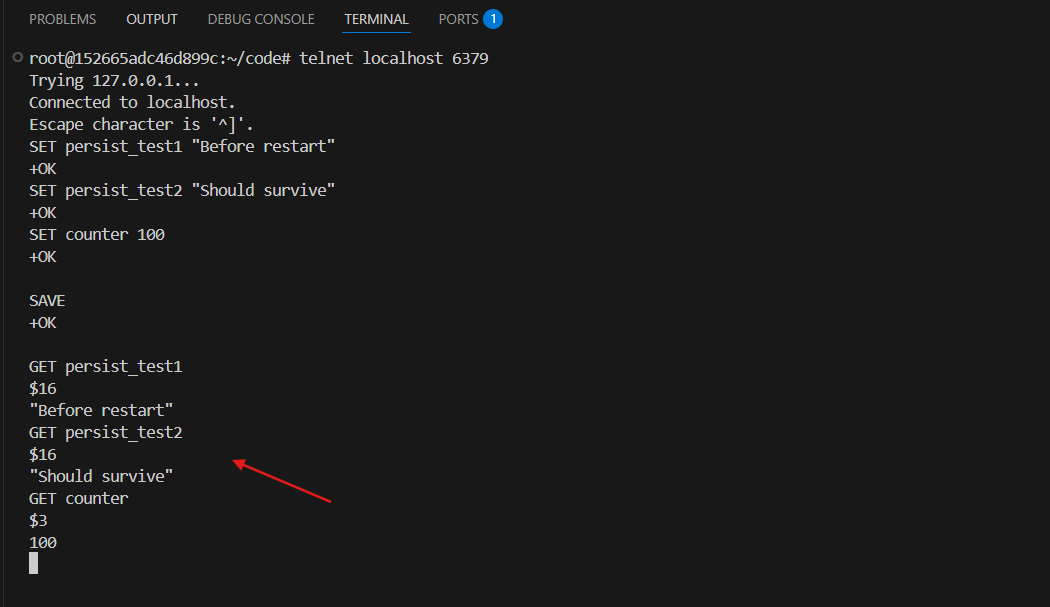 PROBLEMS OUTPUT DEBUG CONSOLE TERMINAL PORTS 1
root@152665adc46d899c:~/code# telnet localhost 6379
Trying 127.0.0.1...
Connected to localhost.
Escape character is '^]'.
SET persist_test1 "Before restart"
+OK
SET persist_test2 "Should survive"
+OK
SET counter 100
+OK
SAVE
+OK
GET persist_test1
$16
"Before restart"
GET persist_test2
$16
"Should survive"
GET counter
$3
100